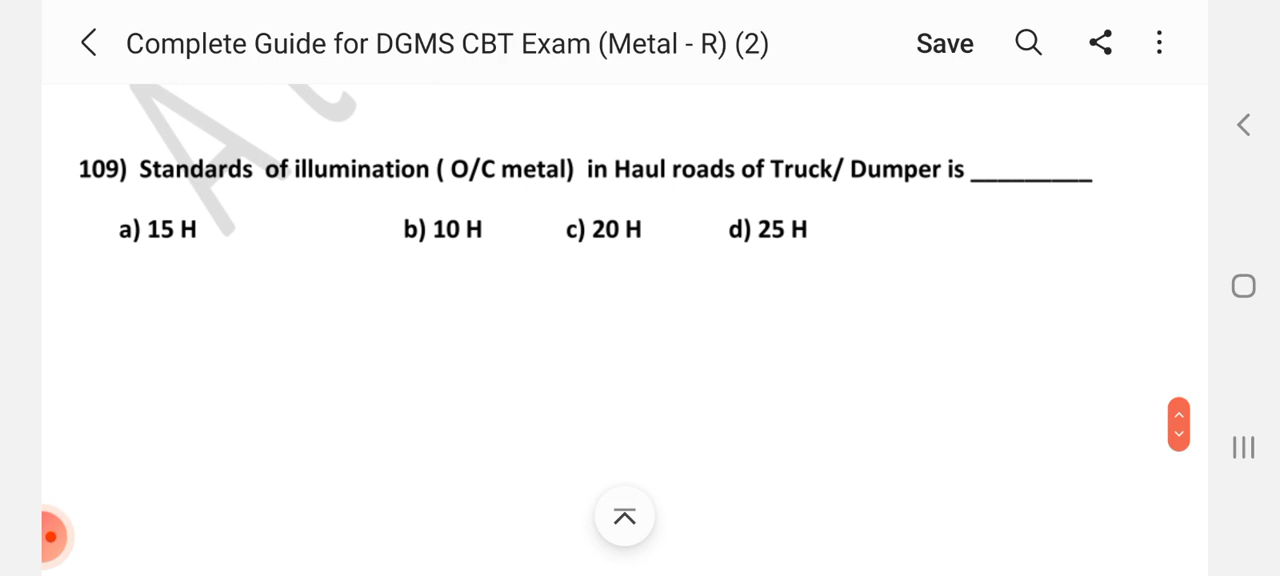 Complete Guide for DGMS CBT Exam (Metal - R) (2) Save
109) Standards of illumination ( O/C metal) in Haul roads of Truck/ Dumper is _________
a) 15 H b) 10 H c) 20 H d) 25 H